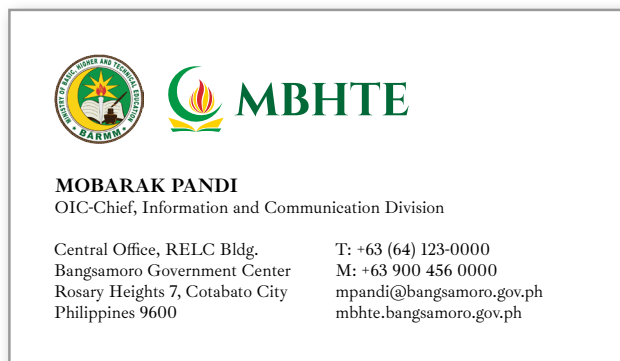 MINISTRY OF BASIC, HIGHER AND TECHNICAL EDUCATION
BARMM
MBHTE
MOBARAK PANDI
OIC-Chief, Information and Communication Division
Central Office, RELC Bldg.
Bangsamoro Government Center
Rosary Heights 7, Cotabato City
Philippines 9600
T: +63 (64) 123-0000
M: +63 900 456 0000
mpandi@bangsamoro.gov.ph
mbhte.bangsamoro.gov.ph